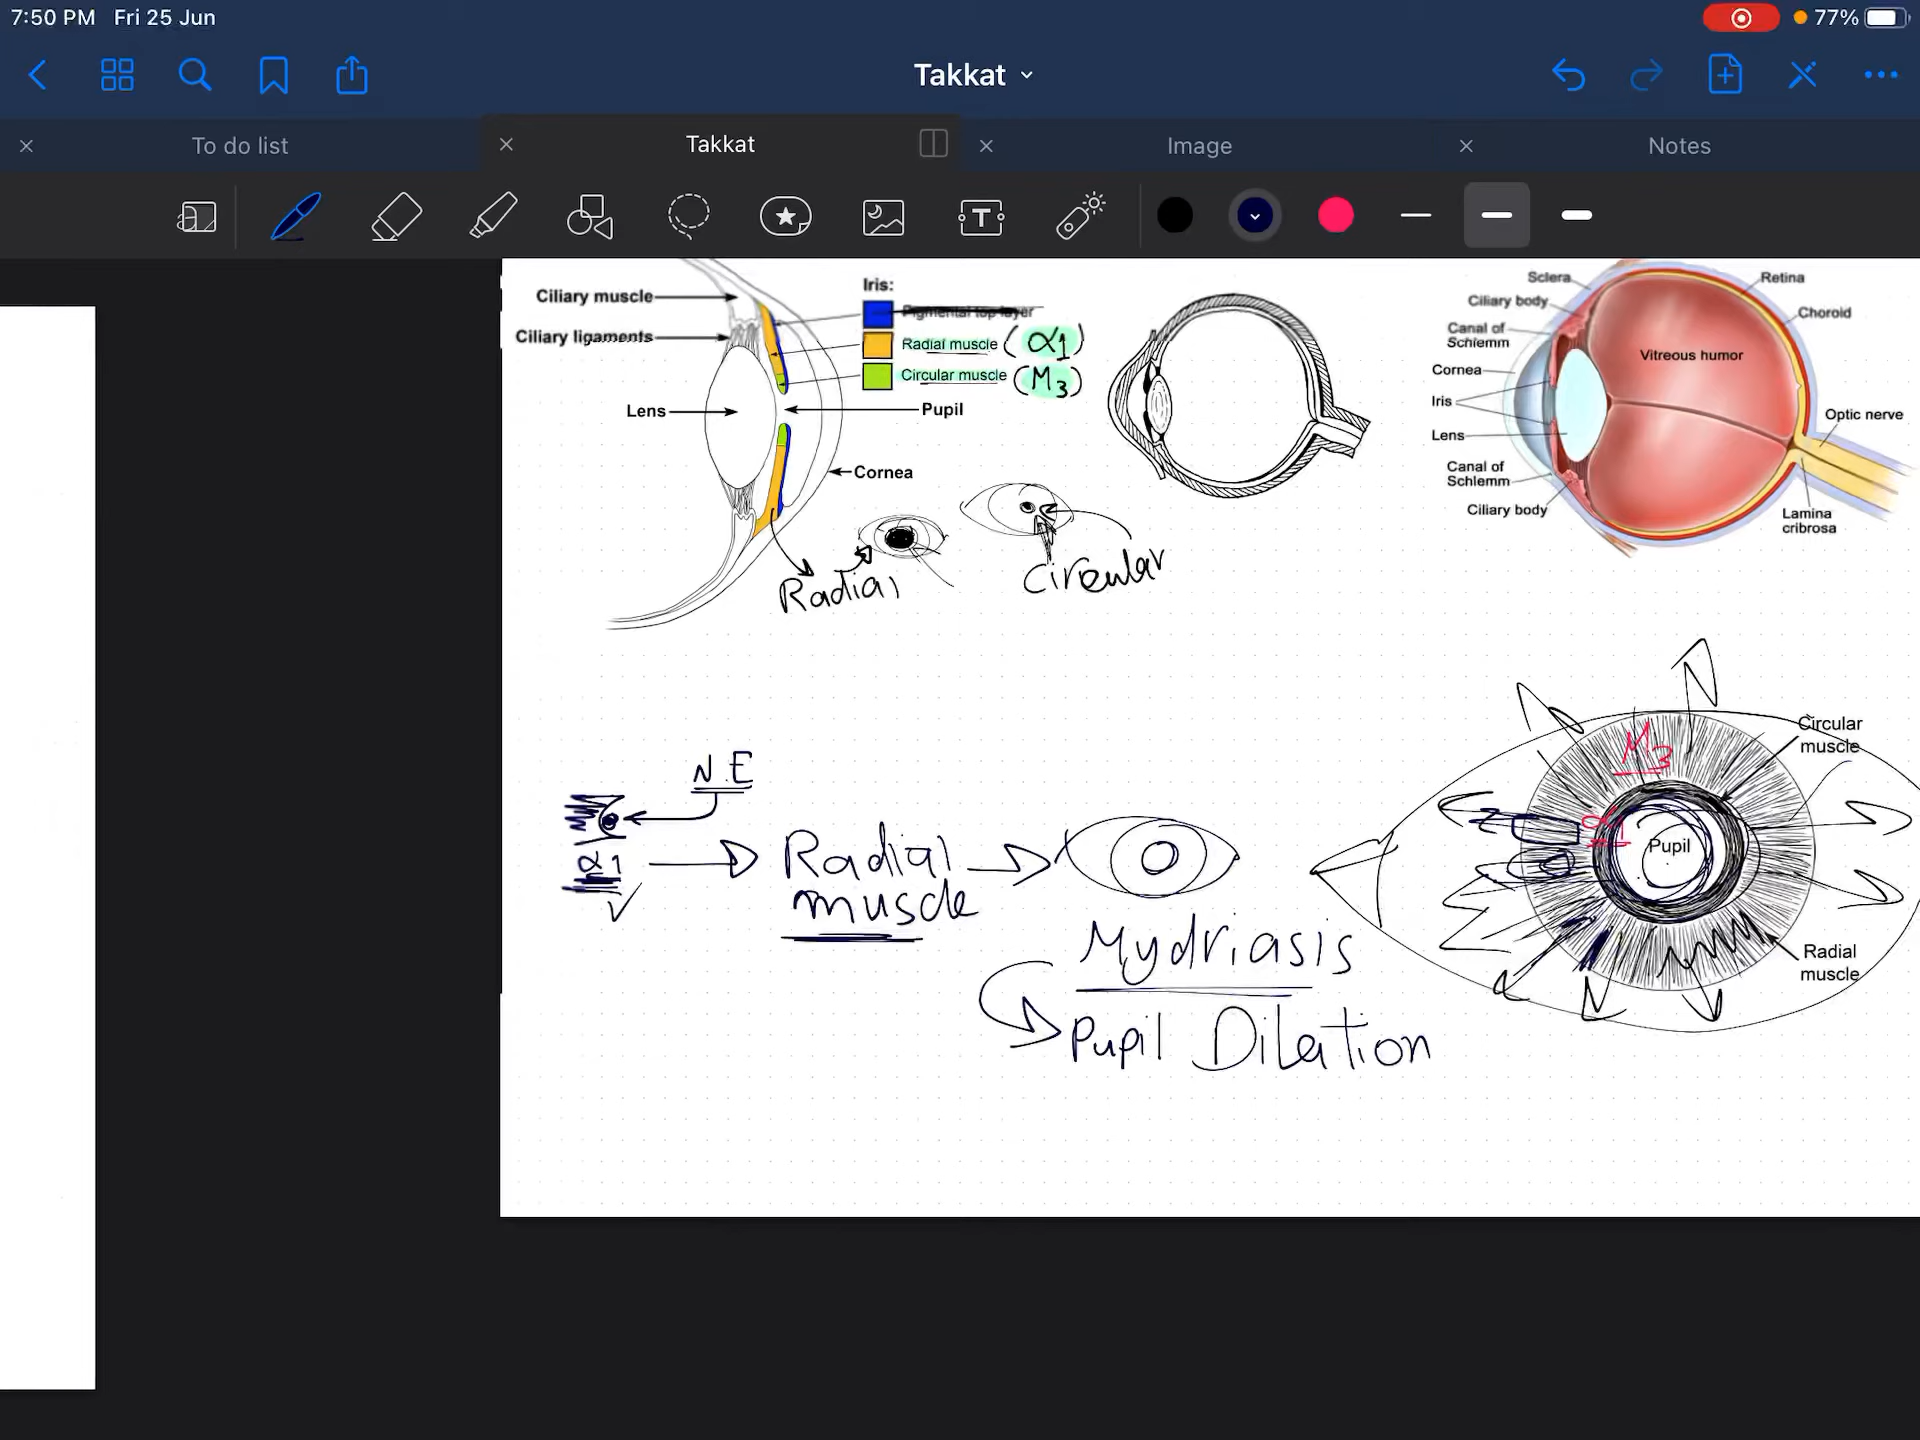 7:50 PM Fri 25 Jun
77%
Takkat
To do list
Takkat
Image
Notes
Ciliary muscle
Ciliary ligaments
Lens
Iris:
Pigmental top layer
Radial muscle (α1)
Circular muscle (M3)
Pupil
Cornea
Radial
Circular
Sclera
Ciliary body
Canal of
Schlemm
Cornea
Iris
Lens
Canal of
Schlemm
Ciliary body
Retina
Choroid
Vitreous humor
Optic nerve
Lamina
cribrosa
N.E
α1
Radial
muscle
Mydriasis
Pupil Dilation
M3
α1
Pupil
Circular
muscle
Radial
muscle